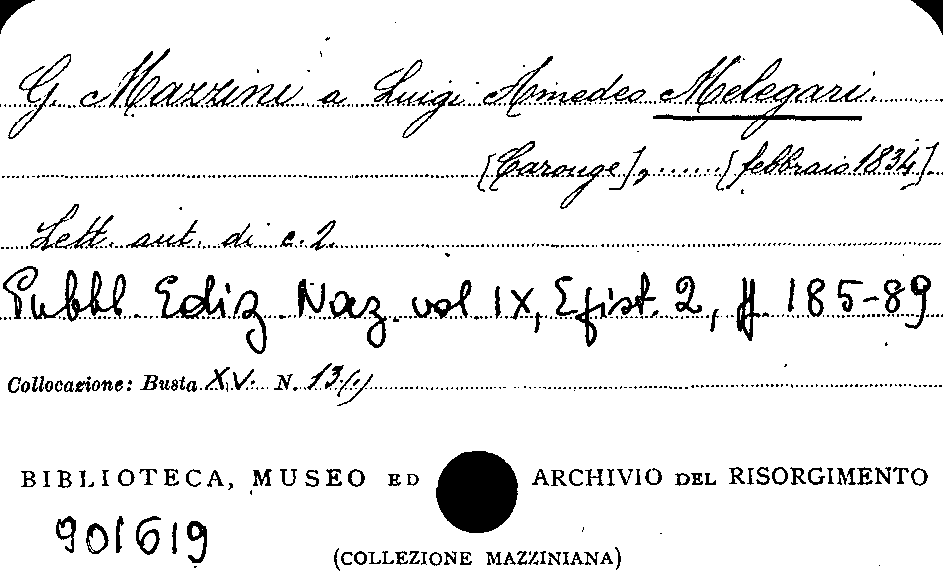 G. Mazzini a Luigi Amedeo Melegari.
[Carouge], ...... [febbraio 1834].
Lett. aut. di c. 2.
Pubbl. Ediz. Naz. vol. IX, Epist. 2, pp. 185-89
Collocazione: Busta XV. N. 13(1)
BIBLIOTECA, MUSEO ED ARCHIVIO DEL RISORGIMENTO
901619
(COLLEZIONE MAZZINIANA)